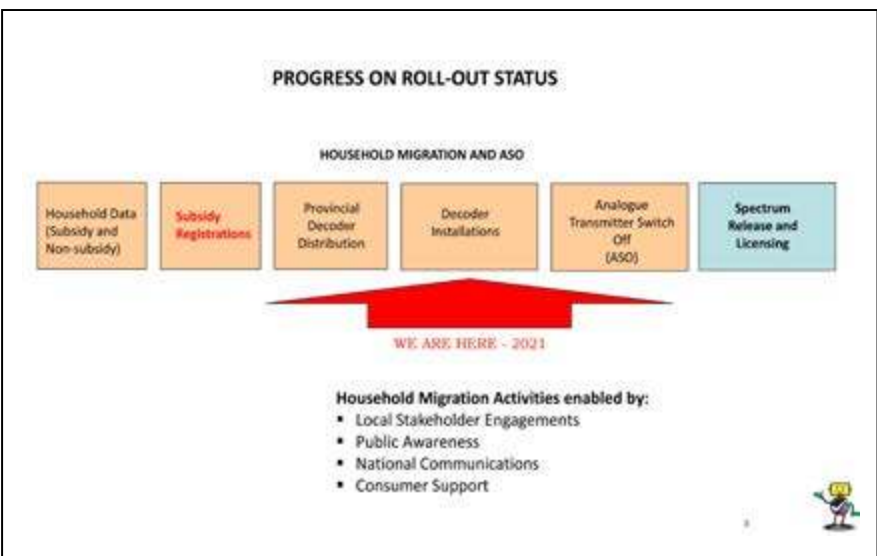 PROGRESS ON ROLL-OUT STATUS
HOUSEHOLD MIGRATION AND ASO
Household Data
(Subsidy and
Non-subsidy)
Subsidy
Registrations
Provincial
Decoder
Distribution
Decoder
Installations
Analogue
Transmitter Switch
Off
(ASO)
Spectrum
Release and
Licensing
WE ARE HERE - 2021
Household Migration Activities enabled by:
▪ Local Stakeholder Engagements
▪ Public Awareness
▪ National Communications
▪ Consumer Support